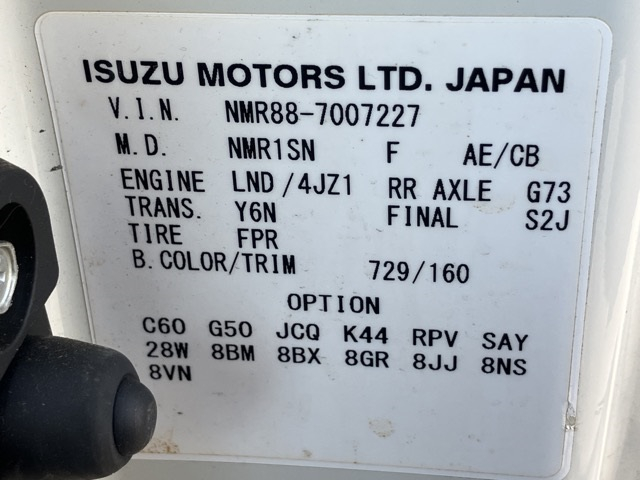 ISUZU MOTORS LTD. JAPAN
V.I.N. NMR88-7007227
M.D. NMR1SN F AE/CB
ENGINE LND/4JZ1 RR AXLE G73
TRANS. Y6N FINAL S2J
TIRE FPR
B.COLOR/TRIM 729/160
OPTION
C60 G50 JCQ K44 RPV SAY
28W 8BM 8BX 8GR 8JJ 8NS
8VN